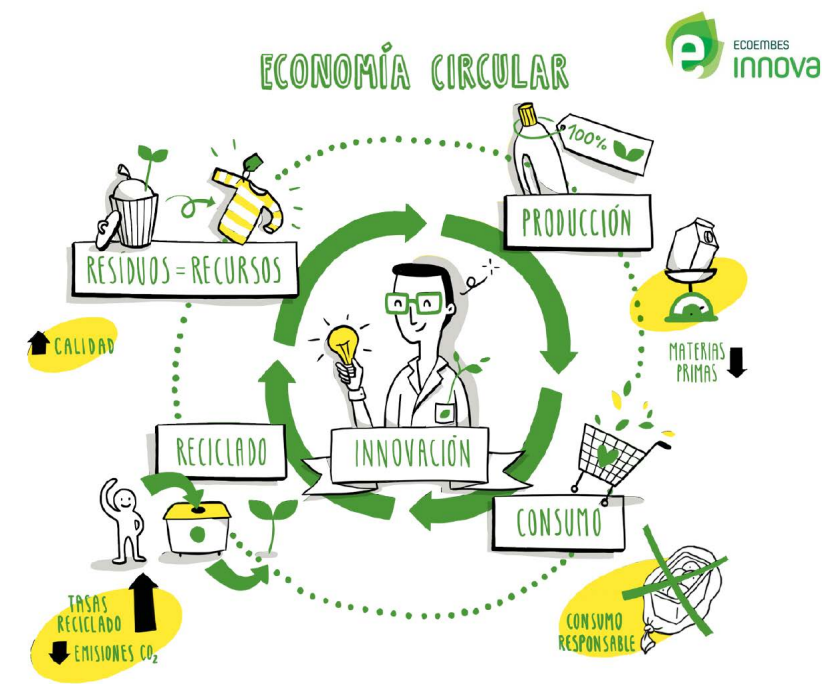 ECOEMBES
INNOVA
ECONOMÍA CIRCULAR
100%
PRODUCCIÓN
RESIDUOS = RECURSOS
CALIDAD
MATERIAS
PRIMAS
RECICLADO
INNOVACIÓN
CONSUMO
TASAS
RECICLADO
EMISIONES CO₂
CONSUMO
RESPONSABLE